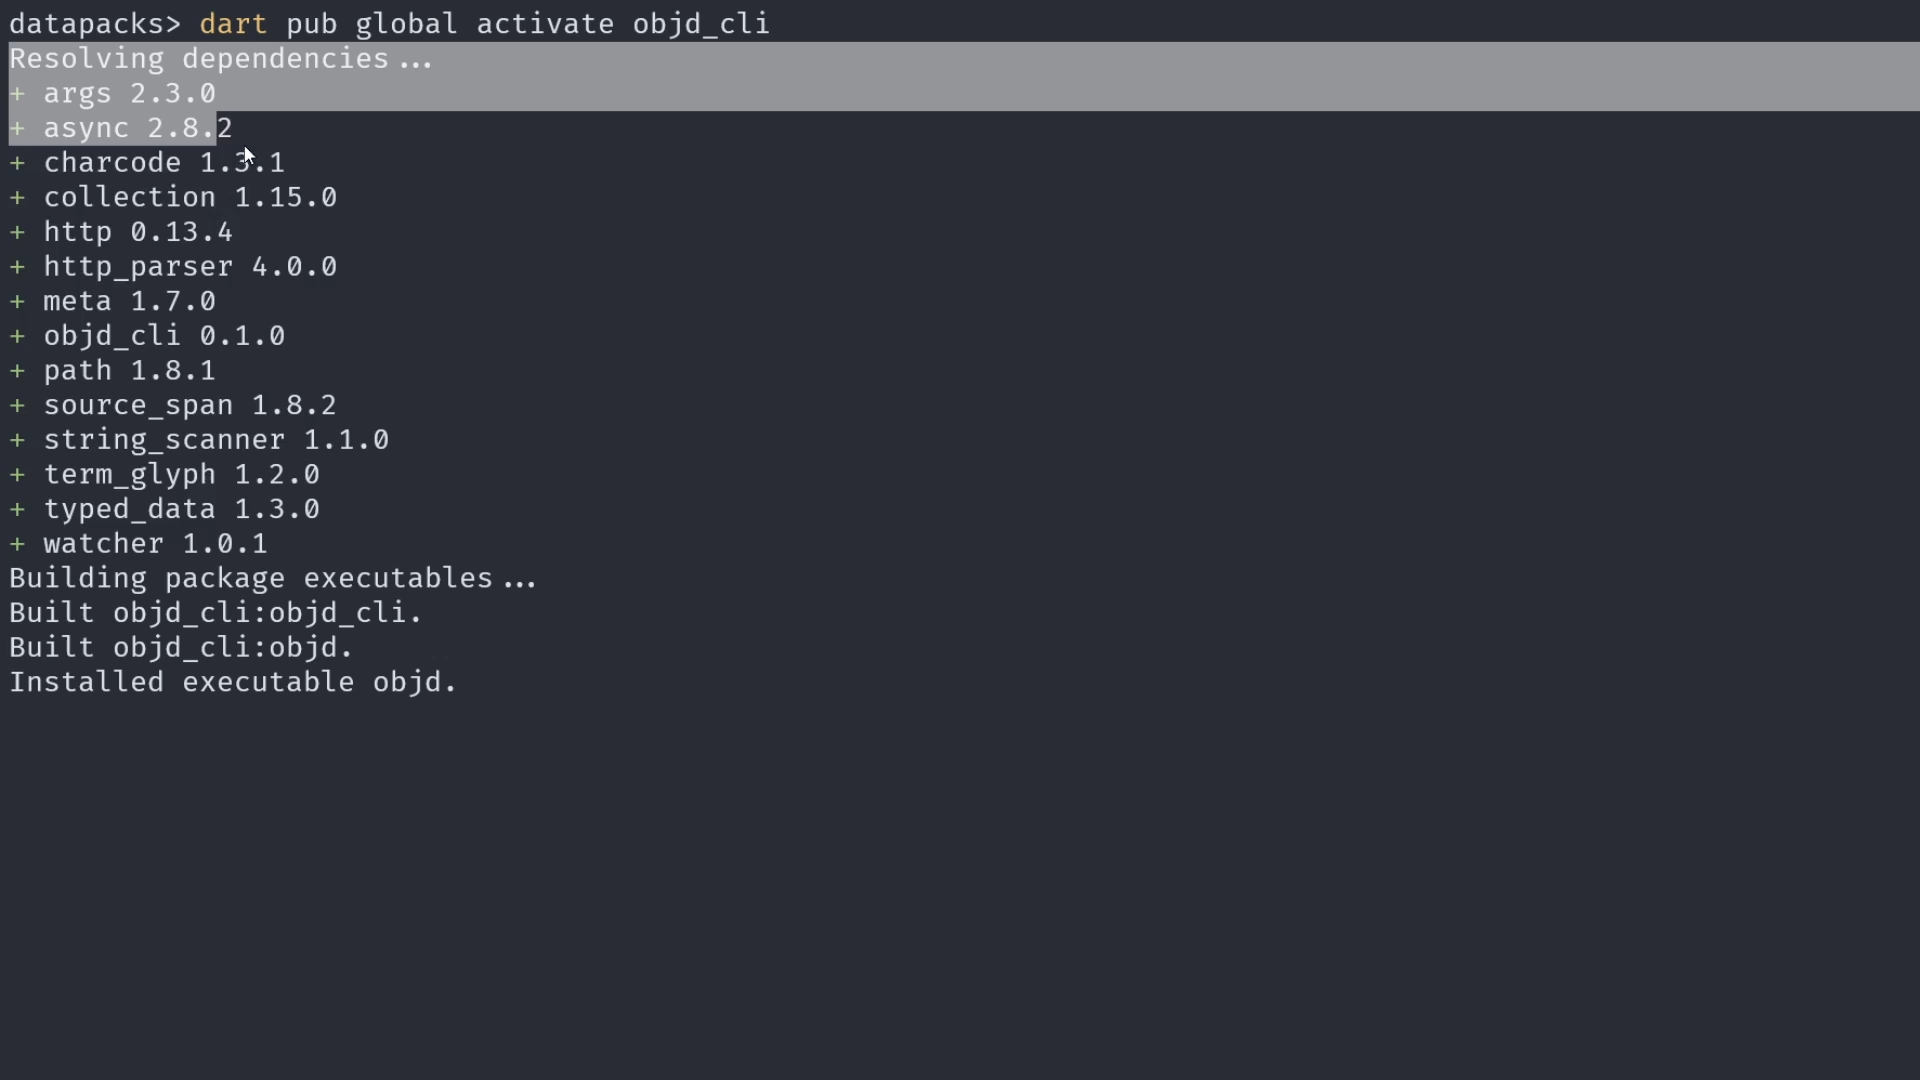 datapacks> dart pub global activate objd_cli
Resolving dependencies...
+ args 2.3.0
+ async 2.8.2
+ charcode 1.3.1
+ collection 1.15.0
+ http 0.13.4
+ http_parser 4.0.0
+ meta 1.7.0
+ objd_cli 0.1.0
+ path 1.8.1
+ source_span 1.8.2
+ string_scanner 1.1.0
+ term_glyph 1.2.0
+ typed_data 1.3.0
+ watcher 1.0.1
Building package executables...
Built objd_cli:objd_cli.
Built objd_cli:objd.
Installed executable objd.